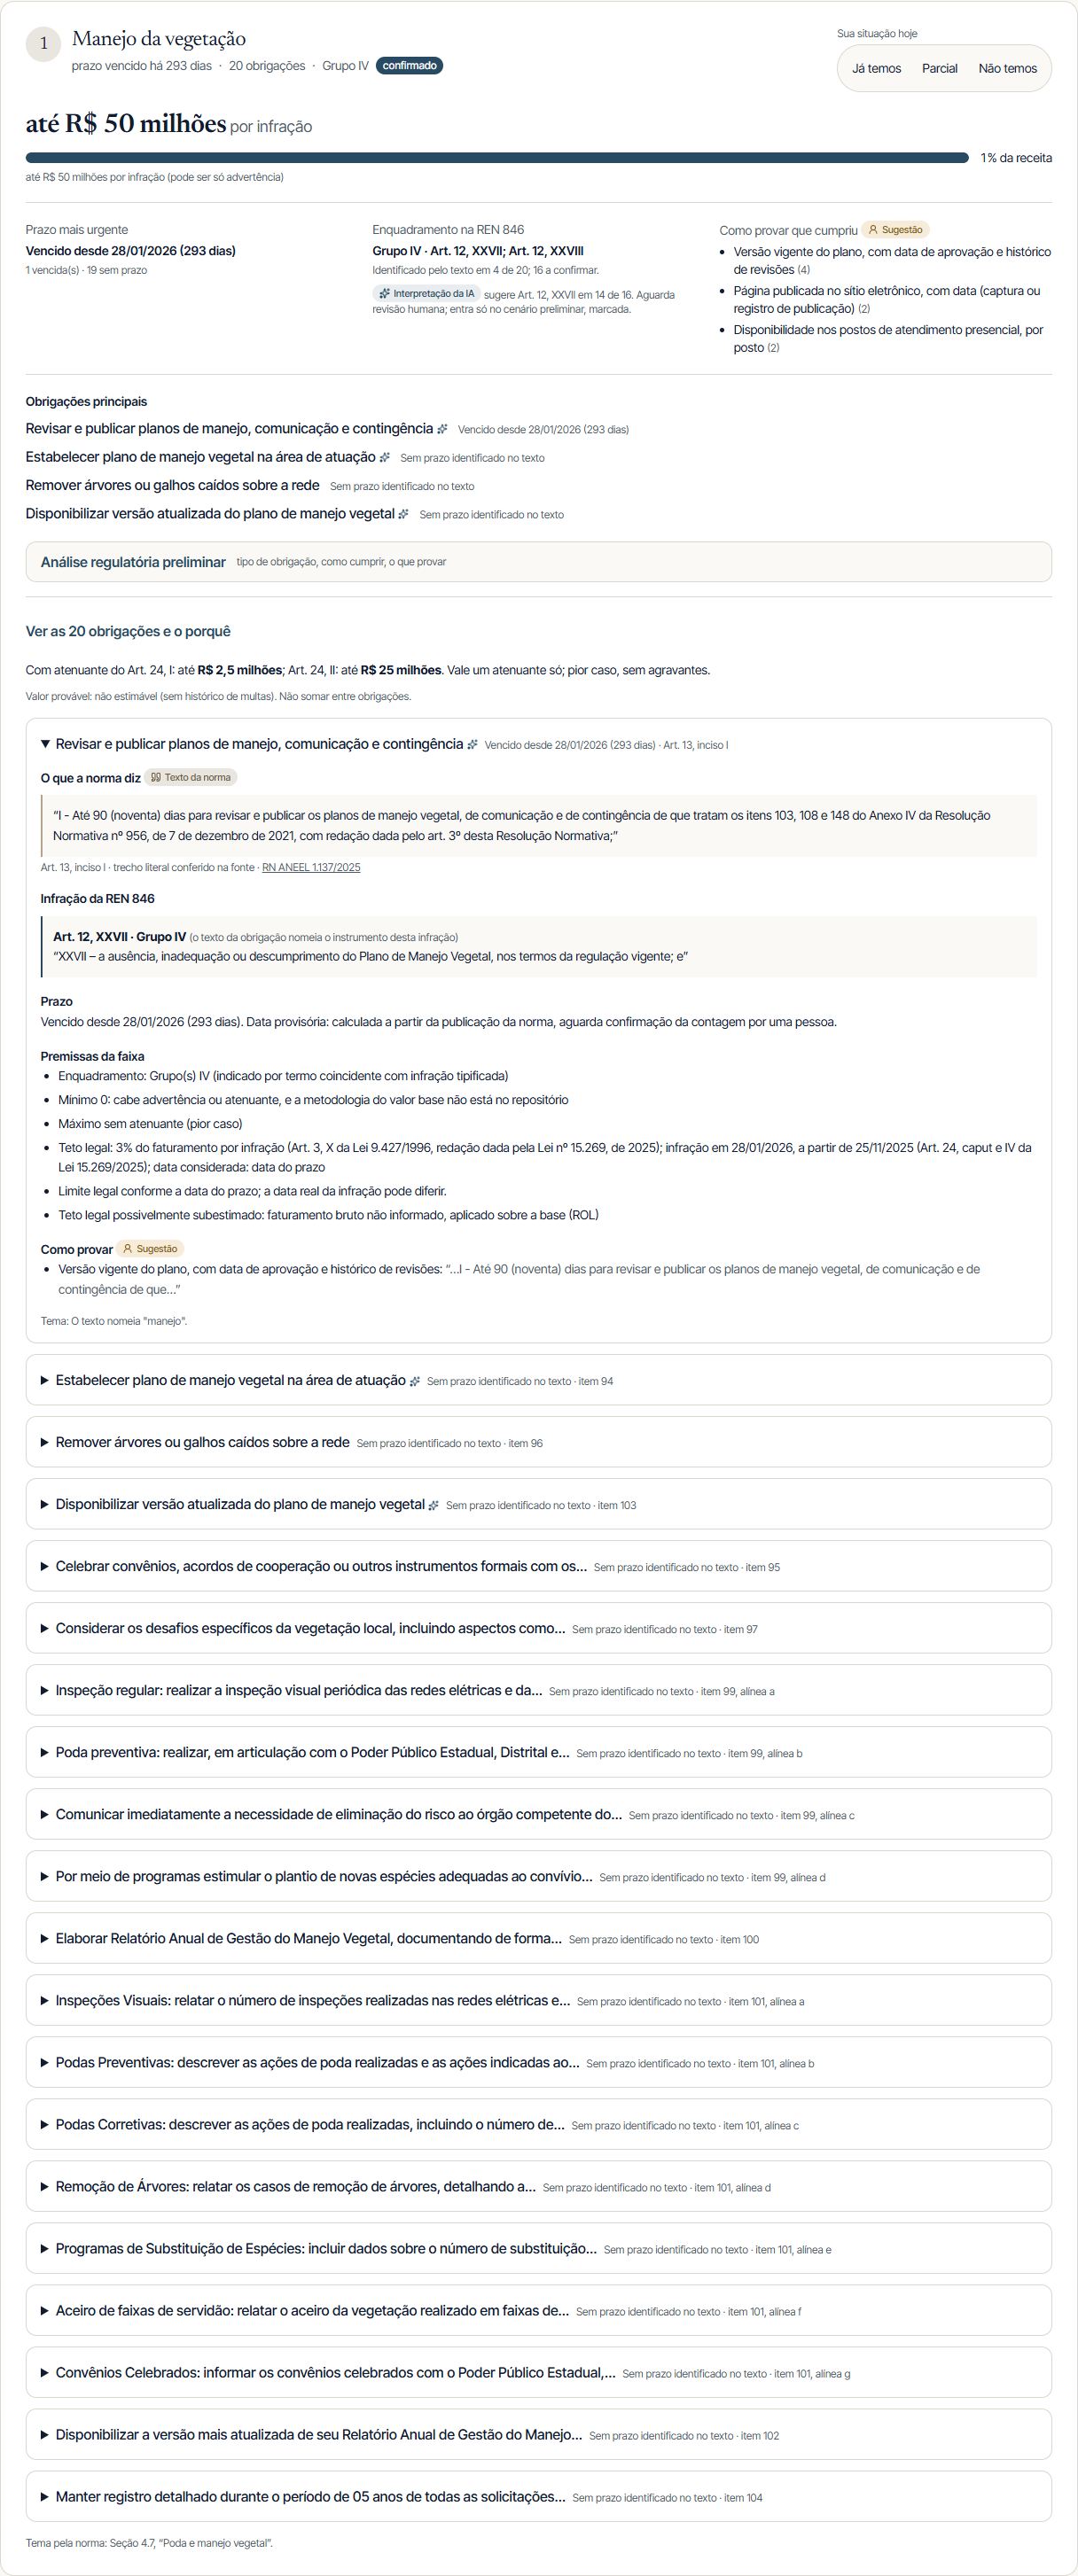 1
Manejo da vegetação
prazo vencido há 293 dias · 20 obrigações · Grupo IV confirmado
Sua situação hoje
Já temos Parcial Não temos
até R$ 50 milhões por infração
1% da receita
até R$ 50 milhões por infração (pode ser só advertência)
Prazo mais urgente
Vencido desde 28/01/2026 (293 dias)
1 vencida(s) · 19 sem prazo
Enquadramento na REN 846
Grupo IV · Art. 12, XXVII; Art. 12, XXVIII
Identificado pelo texto em 4 de 20; 16 a confirmar.
Interpretação da IA sugere Art. 12, XXVII em 14 de 16. Aguarda
revisão humana; entra só no cenário preliminar, marcada.
Como provar que cumpriu Sugestão
• Versão vigente do plano, com data de aprovação e histórico
de revisões (4)
• Página publicada no sítio eletrônico, com data (captura ou
registro de publicação) (2)
• Disponibilidade nos postos de atendimento presencial, por
posto (2)
Obrigações principais
Revisar e publicar planos de manejo, comunicação e contingência Vencido desde 28/01/2026 (293 dias)
Estabelecer plano de manejo vegetal na área de atuação Sem prazo identificado no texto
Remover árvores ou galhos caídos sobre a rede Sem prazo identificado no texto
Disponibilizar versão atualizada do plano de manejo vegetal Sem prazo identificado no texto
Análise regulatória preliminar tipo de obrigação, como cumprir, o que provar
Ver as 20 obrigações e o porquê
Com atenuante do Art. 24, I: até R$ 2,5 milhões; Art. 24, II: até R$ 25 milhões. Vale um atenuante só; pior caso, sem agravantes.
Valor provável: não estimável (sem histórico de multas). Não somar entre obrigações.
▼ Revisar e publicar planos de manejo, comunicação e contingência Vencido desde 28/01/2026 (293 dias) · Art. 13, inciso I
O que a norma diz Texto da norma
“I - Até 90 (noventa) dias para revisar e publicar os planos de manejo vegetal, de comunicação e de contingência de que tratam os itens 103, 108 e 148 do Anexo IV da Resolução
Normativa nº 956, de 7 de dezembro de 2021, com redação dada pelo art. 3º desta Resolução Normativa;”
Art. 13, inciso I · trecho literal conferido na fonte · RN ANEEL 1.137/2025
Infração da REN 846
Art. 12, XXVII · Grupo IV (o texto da obrigação nomeia o instrumento desta infração)
“XXVII – a ausência, inadequação ou descumprimento do Plano de Manejo Vegetal, nos termos da regulação vigente; e”
Prazo
Vencido desde 28/01/2026 (293 dias). Data provisória: calculada a partir da publicação da norma, aguarda confirmação da contagem por uma pessoa.
Premissas da faixa
• Enquadramento: Grupo(s) IV (indicado por termo coincidente com infração tipificada)
• Mínimo 0: cabe advertência ou atenuante, e a metodologia do valor base não está no repositório
• Máximo sem atenuante (pior caso)
• Teto legal: 3% do faturamento por infração (Art. 3, X da Lei 9.427/1996, redação dada pela Lei nº 15.269, de 2025); infração em 28/01/2026, a partir de 25/11/2025 (Art. 24, caput e IV da
Lei 15.269/2025); data considerada: data do prazo
• Limite legal conforme a data do prazo; a data real da infração pode diferir.
• Teto legal possivelmente subestimado: faturamento bruto não informado, aplicado sobre a base (ROL)
Como provar Sugestão
• Versão vigente do plano, com data de aprovação e histórico de revisões: “...I - Até 90 (noventa) dias para revisar e publicar os planos de manejo vegetal, de comunicação e de
contingência de que...”
Tema: O texto nomeia "manejo".
▶ Estabelecer plano de manejo vegetal na área de atuação Sem prazo identificado no texto · item 94
▶ Remover árvores ou galhos caídos sobre a rede Sem prazo identificado no texto · item 96
▶ Disponibilizar versão atualizada do plano de manejo vegetal Sem prazo identificado no texto · item 103
▶ Celebrar convênios, acordos de cooperação ou outros instrumentos formais com os... Sem prazo identificado no texto · item 95
▶ Considerar os desafios específicos da vegetação local, incluindo aspectos como... Sem prazo identificado no texto · item 97
▶ Inspeção regular: realizar a inspeção visual periódica das redes elétricas e da... Sem prazo identificado no texto · item 99, alínea a
▶ Poda preventiva: realizar, em articulação com o Poder Público Estadual, Distrital e... Sem prazo identificado no texto · item 99, alínea b
▶ Comunicar imediatamente a necessidade de eliminação do risco ao órgão competente do... Sem prazo identificado no texto · item 99, alínea c
▶ Por meio de programas estimular o plantio de novas espécies adequadas ao convívio... Sem prazo identificado no texto · item 99, alínea d
▶ Elaborar Relatório Anual de Gestão do Manejo Vegetal, documentando de forma... Sem prazo identificado no texto · item 100
▶ Inspeções Visuais: relatar o número de inspeções realizadas nas redes elétricas e... Sem prazo identificado no texto · item 101, alínea a
▶ Podas Preventivas: descrever as ações de poda realizadas e as ações indicadas ao... Sem prazo identificado no texto · item 101, alínea b
▶ Podas Corretivas: descrever as ações de poda realizadas, incluindo o número de... Sem prazo identificado no texto · item 101, alínea c
▶ Remoção de Árvores: relatar os casos de remoção de árvores, detalhando a... Sem prazo identificado no texto · item 101, alínea d
▶ Programas de Substituição de Espécies: incluir dados sobre o número de substituição... Sem prazo identificado no texto · item 101, alínea e
▶ Aceiro de faixas de servidão: relatar o aceiro da vegetação realizado em faixas de... Sem prazo identificado no texto · item 101, alínea f
▶ Convênios Celebrados: informar os convênios celebrados com o Poder Público Estadual,... Sem prazo identificado no texto · item 101, alínea g
▶ Disponibilizar a versão mais atualizada de seu Relatório Anual de Gestão do Manejo... Sem prazo identificado no texto · item 102
▶ Manter registro detalhado durante o período de 05 anos de todas as solicitações... Sem prazo identificado no texto · item 104
Tema pela norma: Seção 4.7, “Poda e manejo vegetal”.